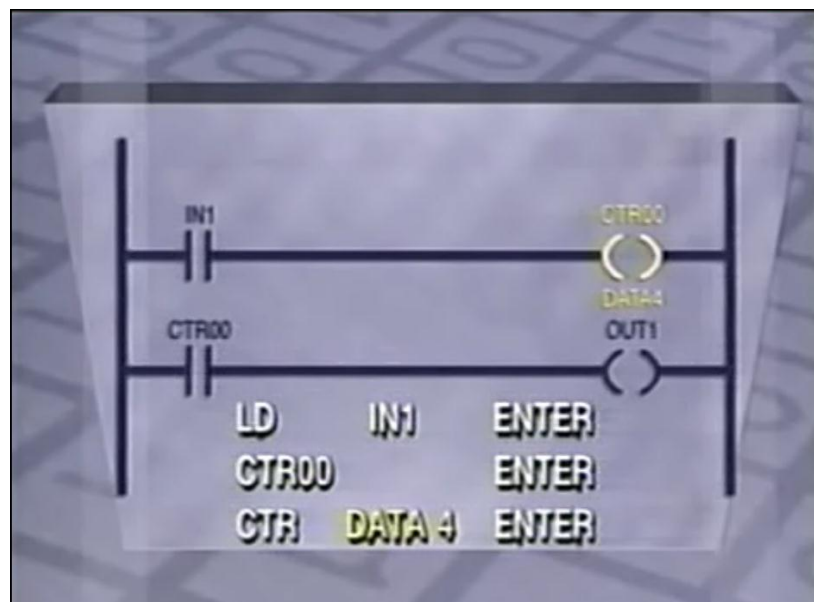 IN1 CTR00
DATA4
CTR00 OUT1
LD IN1 ENTER
CTR00 ENTER
CTR DATA 4 ENTER